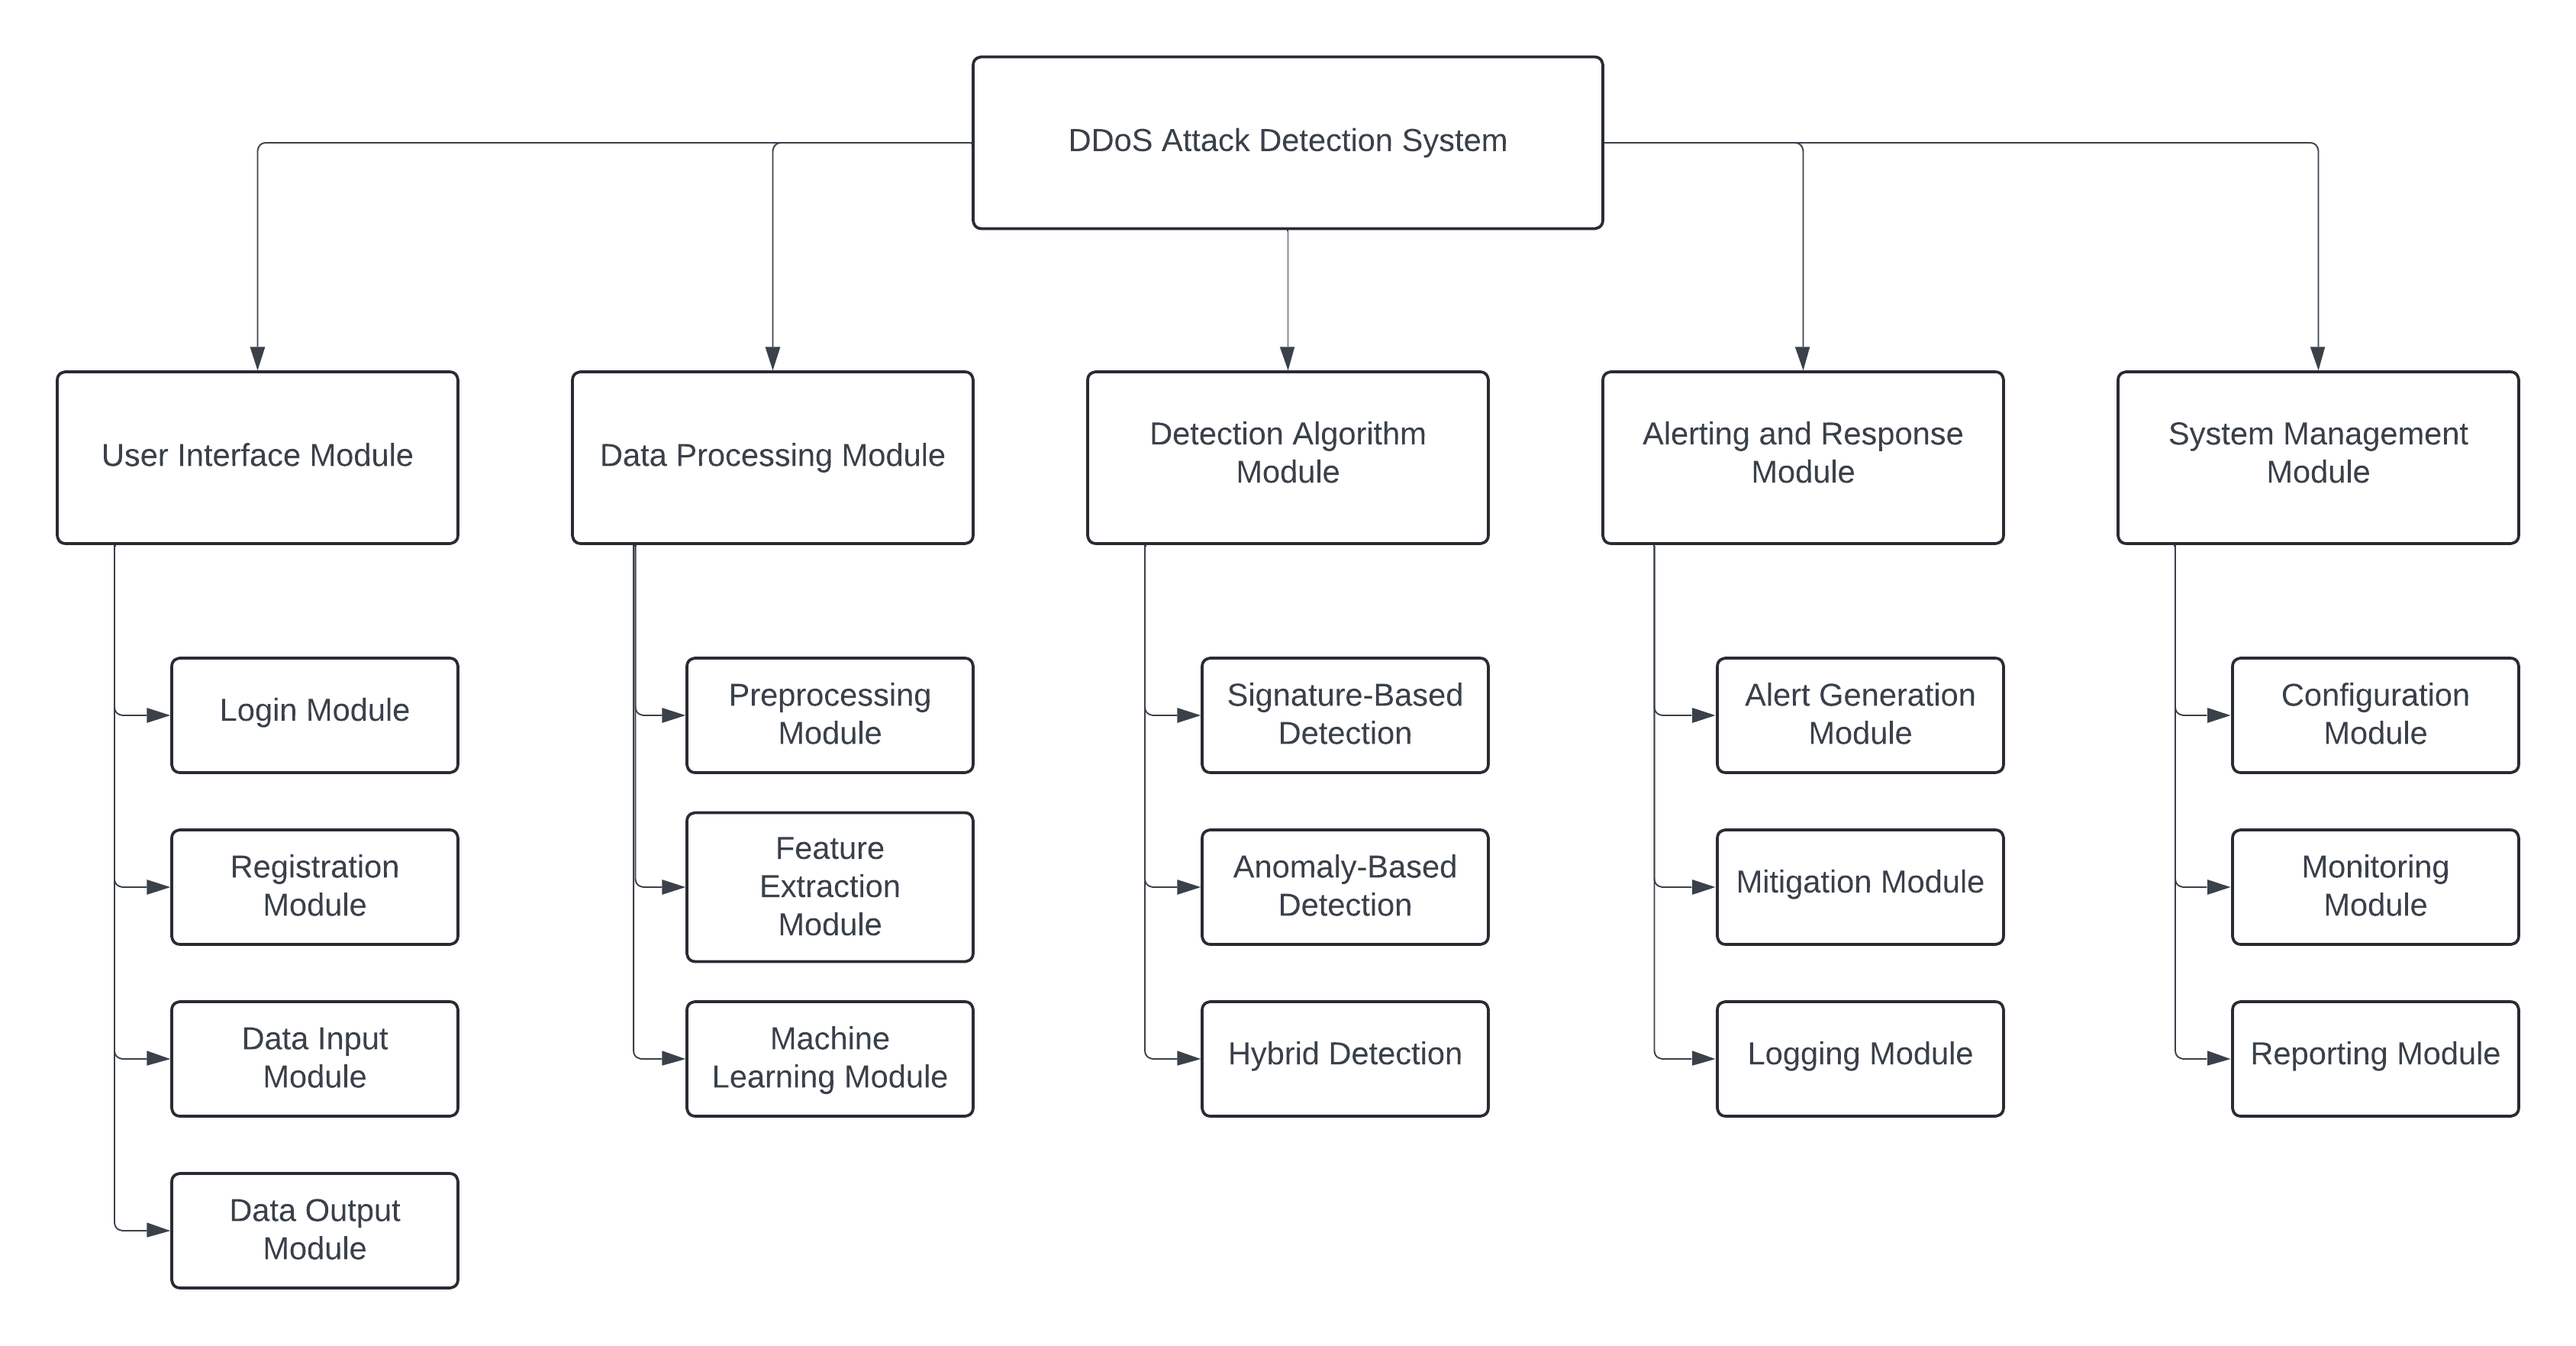 DDoS Attack Detection System
User Interface Module
Data Processing Module
Detection Algorithm
Module
Alerting and Response
Module
System Management
Module
Login Module
Registration
Module
Data Input
Module
Data Output
Module
Preprocessing
Module
Feature
Extraction
Module
Machine
Learning Module
Signature-Based
Detection
Anomaly-Based
Detection
Hybrid Detection
Alert Generation
Module
Mitigation Module
Logging Module
Configuration
Module
Monitoring
Module
Reporting Module